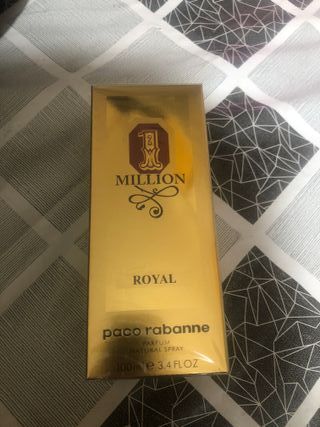 1
MILLION
ROYAL
paco rabanne
PARFUM
NATURAL SPRAY
100ml e 3.4 FL.OZ